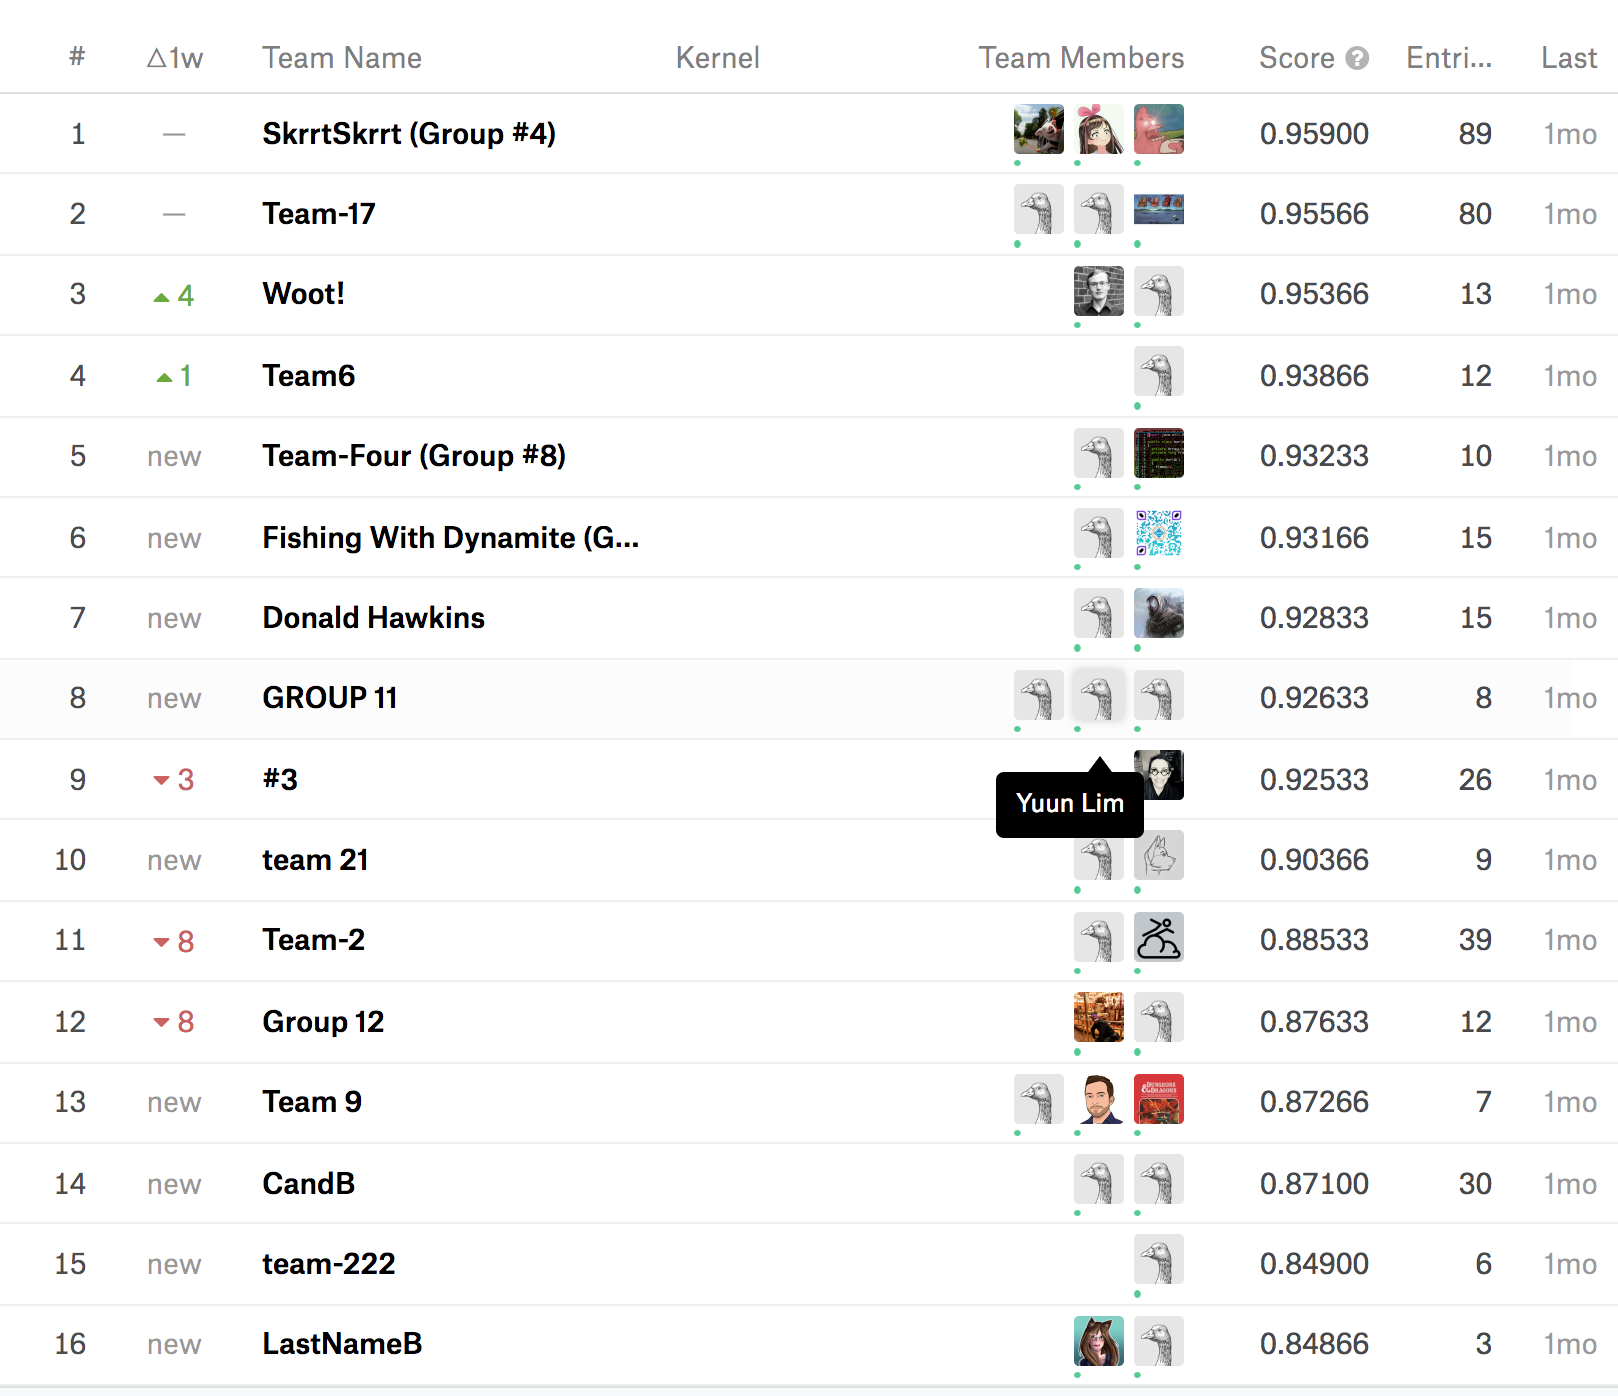 # △1w Team Name Kernel Team Members Score ? Entri... Last
1 — SkrrtSkrrt (Group #4) 0.95900 89 1mo
2 — Team-17 0.95566 80 1mo
3 ▲ 4 Woot! 0.95366 13 1mo
4 ▲ 1 Team6 0.93866 12 1mo
5 new Team-Four (Group #8) 0.93233 10 1mo
6 new Fishing With Dynamite (G... 0.93166 15 1mo
7 new Donald Hawkins 0.92833 15 1mo
8 new GROUP 11 0.92633 8 1mo
9 ▼ 3 #3 0.92533 26 1mo
Yuun Lim
10 new team 21 0.90366 9 1mo
11 ▼ 8 Team-2 0.88533 39 1mo
12 ▼ 8 Group 12 0.87633 12 1mo
13 new Team 9 DUNGEONS & DRAGONS 0.87266 7 1mo
14 new CandB 0.87100 30 1mo
15 new team-222 0.84900 6 1mo
16 new LastNameB 0.84866 3 1mo